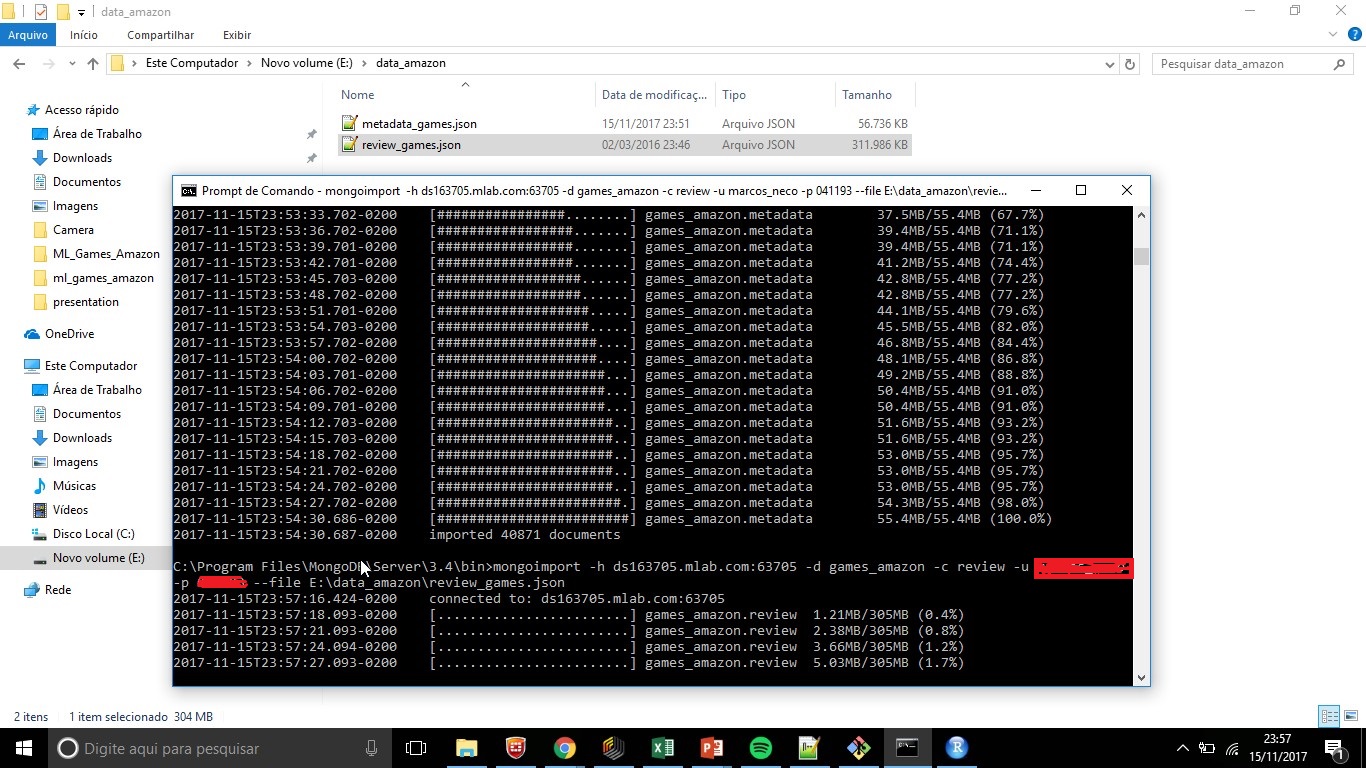 data_amazon
Arquivo Início Compartilhar Exibir
Este Computador Novo volume (E:) data_amazon
Pesquisar data_amazon
Nome Data de modificaç... Tipo Tamanho
metadata_games.json 15/11/2017 23:51 Arquivo JSON 56.736 KB
review_games.json 02/03/2016 23:46 Arquivo JSON 311.986 KB
Acesso rápido
Área de Trabalho
Downloads
Documentos
Imagens
Camera
ML_Games_Amazon
ml_games_amazon
presentation
OneDrive
Este Computador
Área de Trabalho
Documentos
Downloads
Imagens
Músicas
Vídeos
Disco Local (C:)
Novo volume (E:)
Rede
Prompt de Comando - mongoimport -h ds163705.mlab.com:63705 -d games_amazon -c review -u marcos_neco -p 041193 --file E:\data_amazon\revie...
2017-11-15T23:53:33.702-0200 [################........] games_amazon.metadata 37.5MB/55.4MB (67.7%)
2017-11-15T23:53:36.702-0200 [#################.......] games_amazon.metadata 39.4MB/55.4MB (71.1%)
2017-11-15T23:53:39.701-0200 [#################.......] games_amazon.metadata 39.4MB/55.4MB (71.1%)
2017-11-15T23:53:42.701-0200 [#################.......] games_amazon.metadata 41.2MB/55.4MB (74.4%)
2017-11-15T23:53:45.703-0200 [##################......] games_amazon.metadata 42.8MB/55.4MB (77.2%)
2017-11-15T23:53:48.702-0200 [##################......] games_amazon.metadata 42.8MB/55.4MB (77.2%)
2017-11-15T23:53:51.701-0200 [###################.....] games_amazon.metadata 44.1MB/55.4MB (79.6%)
2017-11-15T23:53:54.703-0200 [###################.....] games_amazon.metadata 45.5MB/55.4MB (82.0%)
2017-11-15T23:53:57.702-0200 [####################....] games_amazon.metadata 46.8MB/55.4MB (84.4%)
2017-11-15T23:54:00.702-0200 [####################....] games_amazon.metadata 48.1MB/55.4MB (86.8%)
2017-11-15T23:54:03.701-0200 [#####################...] games_amazon.metadata 49.2MB/55.4MB (88.8%)
2017-11-15T23:54:06.702-0200 [#####################...] games_amazon.metadata 50.4MB/55.4MB (91.0%)
2017-11-15T23:54:09.701-0200 [#####################...] games_amazon.metadata 50.4MB/55.4MB (91.0%)
2017-11-15T23:54:12.703-0200 [######################..] games_amazon.metadata 51.6MB/55.4MB (93.2%)
2017-11-15T23:54:15.703-0200 [######################..] games_amazon.metadata 51.6MB/55.4MB (93.2%)
2017-11-15T23:54:18.702-0200 [######################..] games_amazon.metadata 53.0MB/55.4MB (95.7%)
2017-11-15T23:54:21.702-0200 [######################..] games_amazon.metadata 53.0MB/55.4MB (95.7%)
2017-11-15T23:54:24.702-0200 [######################..] games_amazon.metadata 53.0MB/55.4MB (95.7%)
2017-11-15T23:54:27.702-0200 [#######################.] games_amazon.metadata 54.3MB/55.4MB (98.0%)
2017-11-15T23:54:30.686-0200 [########################] games_amazon.metadata 55.4MB/55.4MB (100.0%)
2017-11-15T23:54:30.687-0200 imported 40871 documents
C:\Program Files\MongoDB\Server\3.4\bin>mongoimport -h ds163705.mlab.com:63705 -d games_amazon -c review -u
-p --file E:\data_amazon\review_games.json
2017-11-15T23:57:16.424-0200 connected to: ds163705.mlab.com:63705
2017-11-15T23:57:18.093-0200 [........................] games_amazon.review 1.21MB/305MB (0.4%)
2017-11-15T23:57:21.093-0200 [........................] games_amazon.review 2.38MB/305MB (0.8%)
2017-11-15T23:57:24.094-0200 [........................] games_amazon.review 3.66MB/305MB (1.2%)
2017-11-15T23:57:27.093-0200 [........................] games_amazon.review 5.03MB/305MB (1.7%)
2 itens 1 item selecionado 304 MB
Digite aqui para pesquisar
23:57
15/11/2017